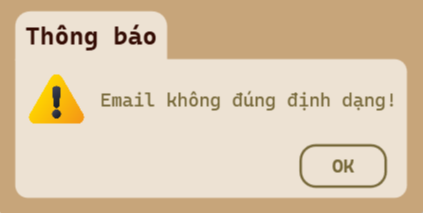 Thông báo
Email không đúng định dạng!
OK